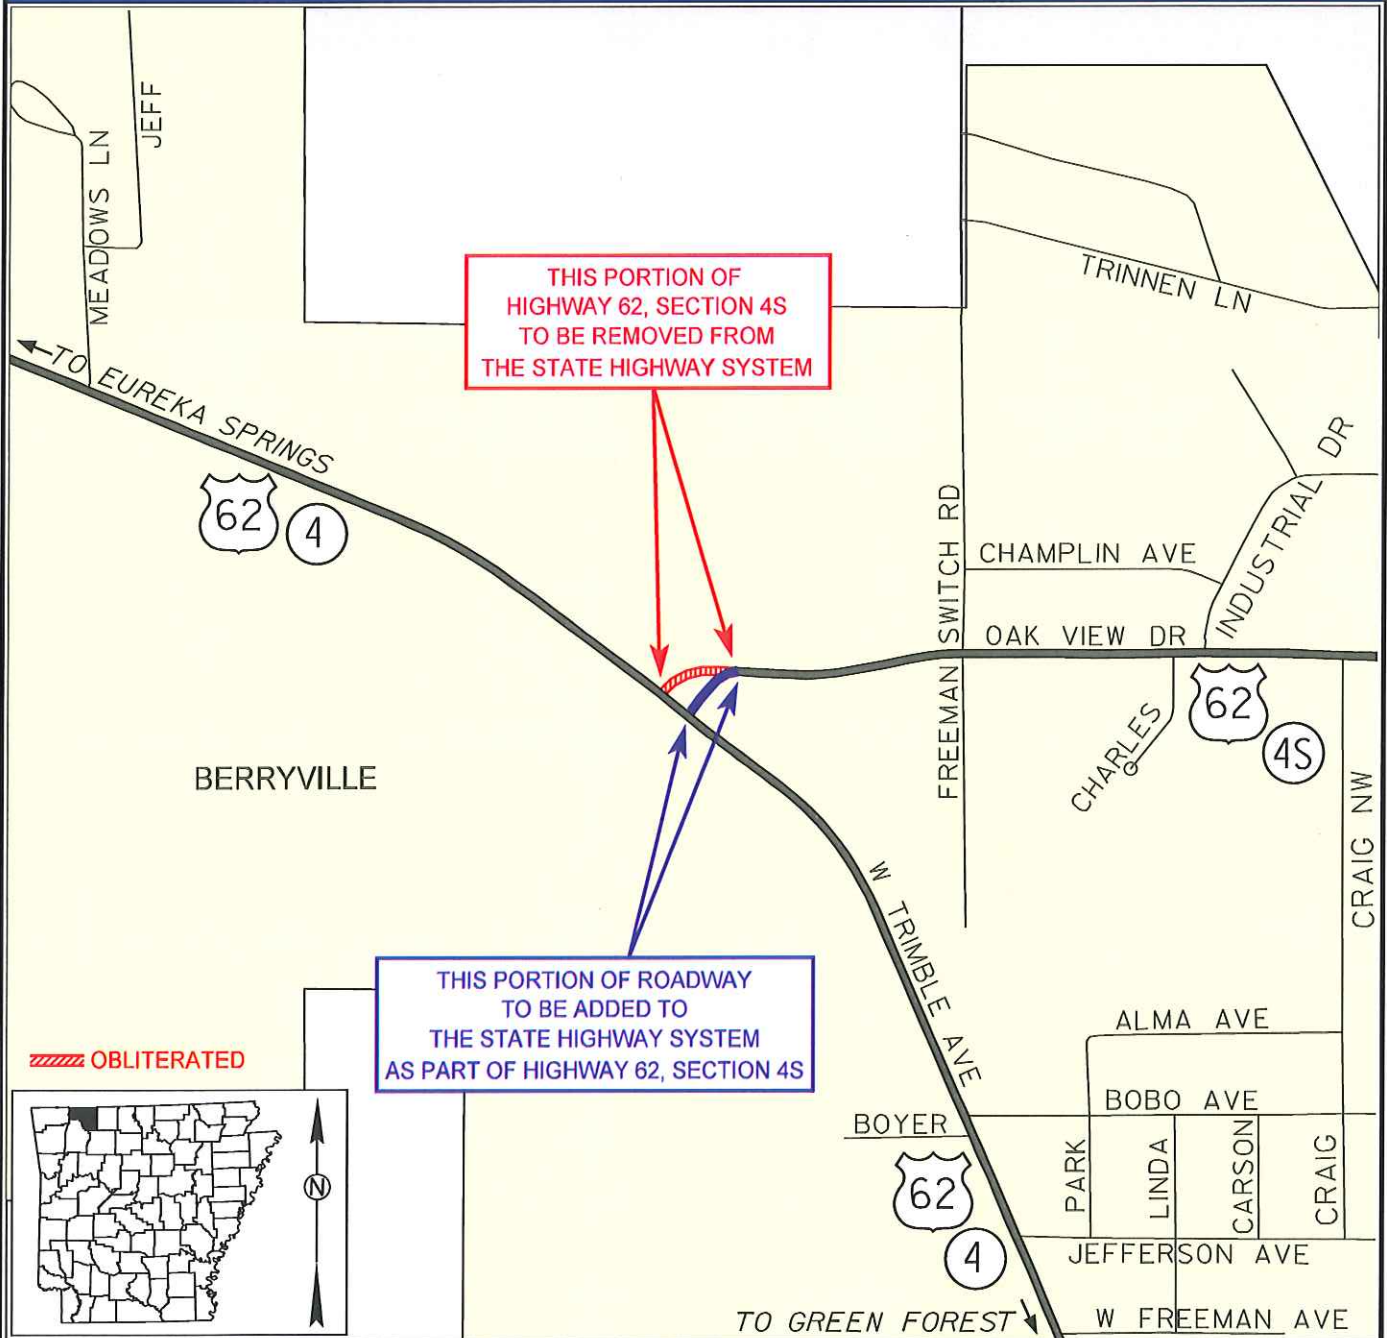 JEFF
MEADOWS LN
THIS PORTION OF
HIGHWAY 62, SECTION 4S
TO BE REMOVED FROM
THE STATE HIGHWAY SYSTEM
TRINNEN LN
TO EUREKA SPRINGS
62
4
INDUSTRIAL DR
FREEMAN SWITCH RD
CHAMPLIN AVE
OAK VIEW DR
62
4S
CHARLES
BERRYVILLE
CRAIG NW
W TRIMBLE AVE
THIS PORTION OF ROADWAY
TO BE ADDED TO
THE STATE HIGHWAY SYSTEM
AS PART OF HIGHWAY 62, SECTION 4S
OBLITERATED
ALMA AVE
BOBO AVE
BOYER
PARK
LINDA
CARSON
CRAIG
62
4
N
JEFFERSON AVE
TO GREEN FOREST
W FREEMAN AVE